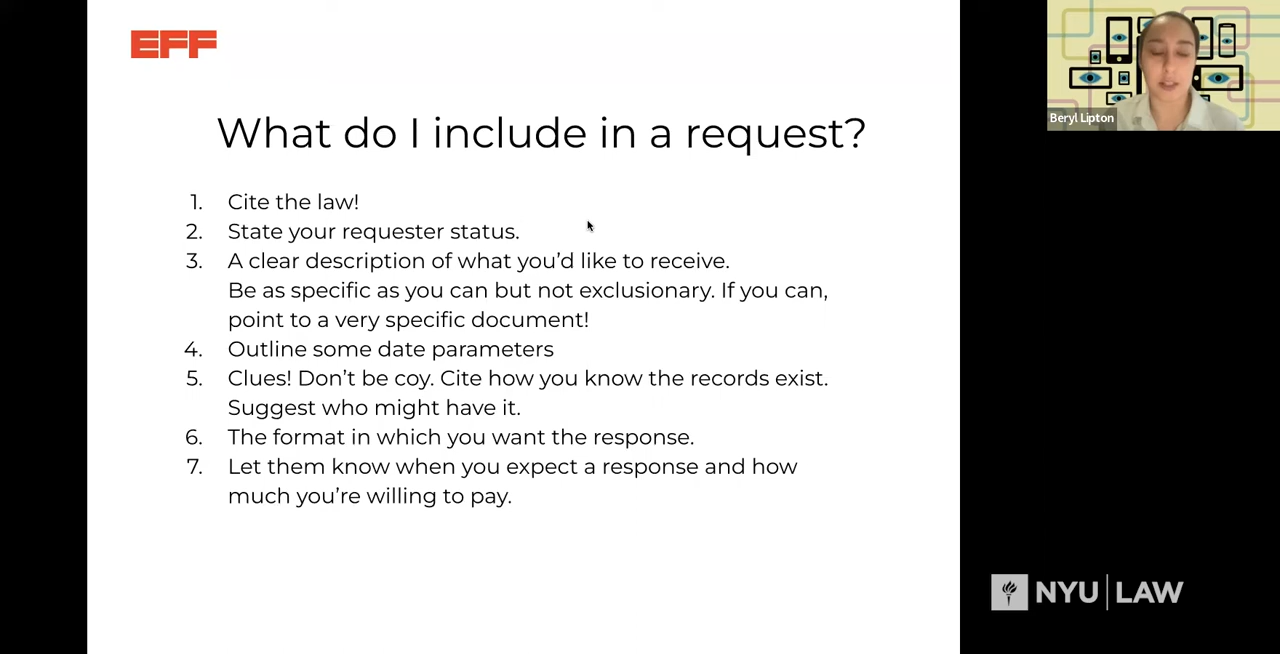 EFF
What do I include in a request?
1. Cite the law!
2. State your requester status.
3. A clear description of what you’d like to receive.
Be as specific as you can but not exclusionary. If you can,
point to a very specific document!
4. Outline some date parameters
5. Clues! Don’t be coy. Cite how you know the records exist.
Suggest who might have it.
6. The format in which you want the response.
7. Let them know when you expect a response and how
much you’re willing to pay.
Beryl Lipton
NYU LAW